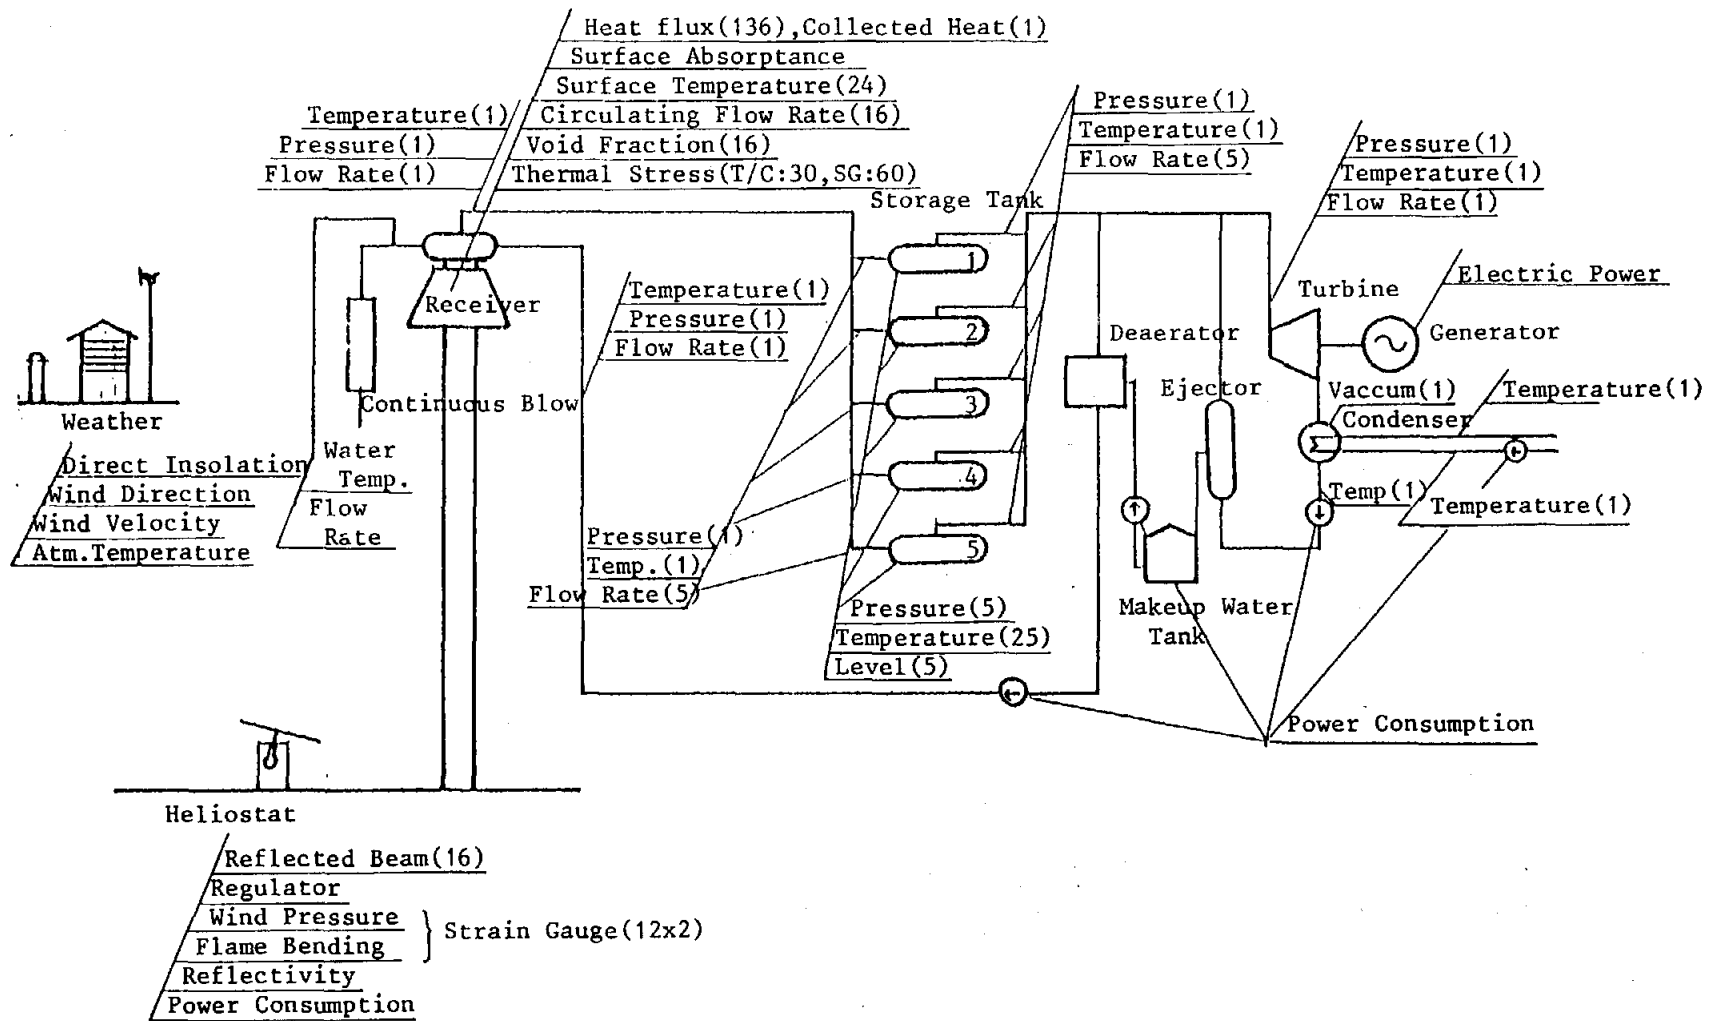 Heat flux(136),Collected Heat(1)
Surface Absorptance
Surface Temperature(24)
Circulating Flow Rate(16)
Void Fraction(16)
Thermal Stress(T/C:30,SG:60)
Temperature(1)
Pressure(1)
Flow Rate(1)
Pressure(1)
Temperature(1)
Flow Rate(5)
Storage Tank
Pressure(1)
Temperature(1)
Flow Rate(1)
Receiver
Temperature(1)
Pressure(1)
Flow Rate(1)
1
2
3
4
5
Turbine
Electric Power
Generator
Deaerator
Ejector
Vaccum(1)
Condenser
Temperature(1)
Temp(1)
Temperature(1)
Weather
Direct Insolation
Wind Direction
Wind Velocity
Atm.Temperature
Continuous Blow
Water
Temp.
Flow
Rate
Pressure(1)
Temp.(1)
Flow Rate(5)
Pressure(5)
Temperature(25)
Level(5)
Makeup Water
Tank
Power Consumption
Heliostat
Reflected Beam(16)
Regulator
Wind Pressure
Flame Bending
Strain Gauge(12x2)
Reflectivity
Power Consumption